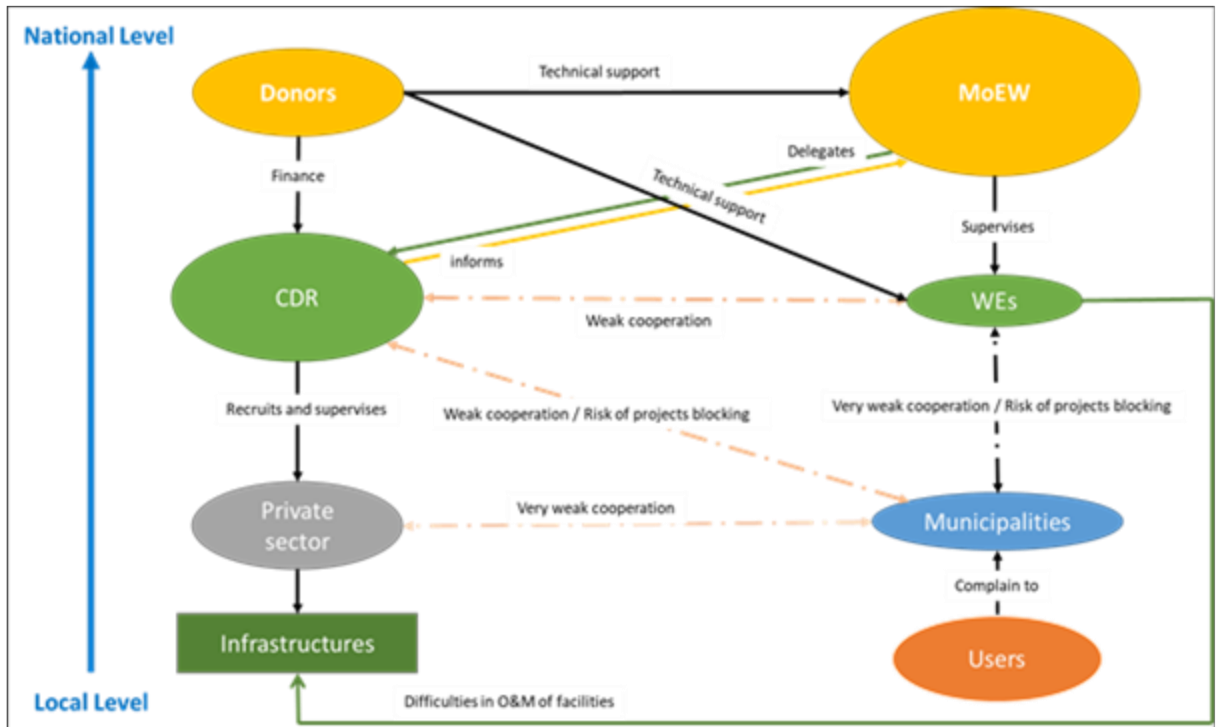 National Level
Technical support
Donors
MoEW
Delegates
Finance
Technical support
Supervises
informs
CDR
WEs
Weak cooperation
Recruits and supervises
Weak cooperation / Risk of projects blocking
Very weak cooperation / Risk of projects blocking
Private
sector
Very weak cooperation
Municipalities
Complain to
Infrastructures
Users
Local Level
Difficulties in O&M of facilities